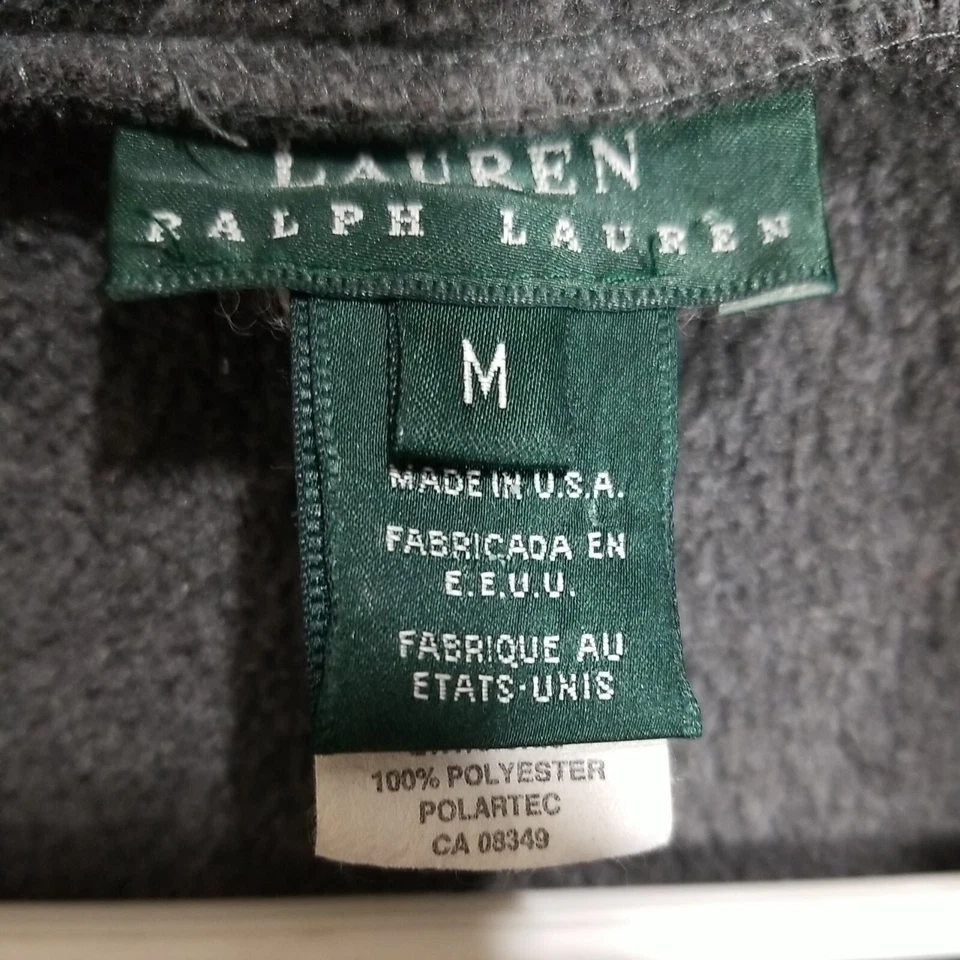 LAUREN
RALPH LAUREN
M
MADE IN U.S.A.
FABRICADA EN
E.E.U.U.
FABRIQUE AU
ETATS-UNIS
100% POLYESTER
POLARTEC
CA 08349